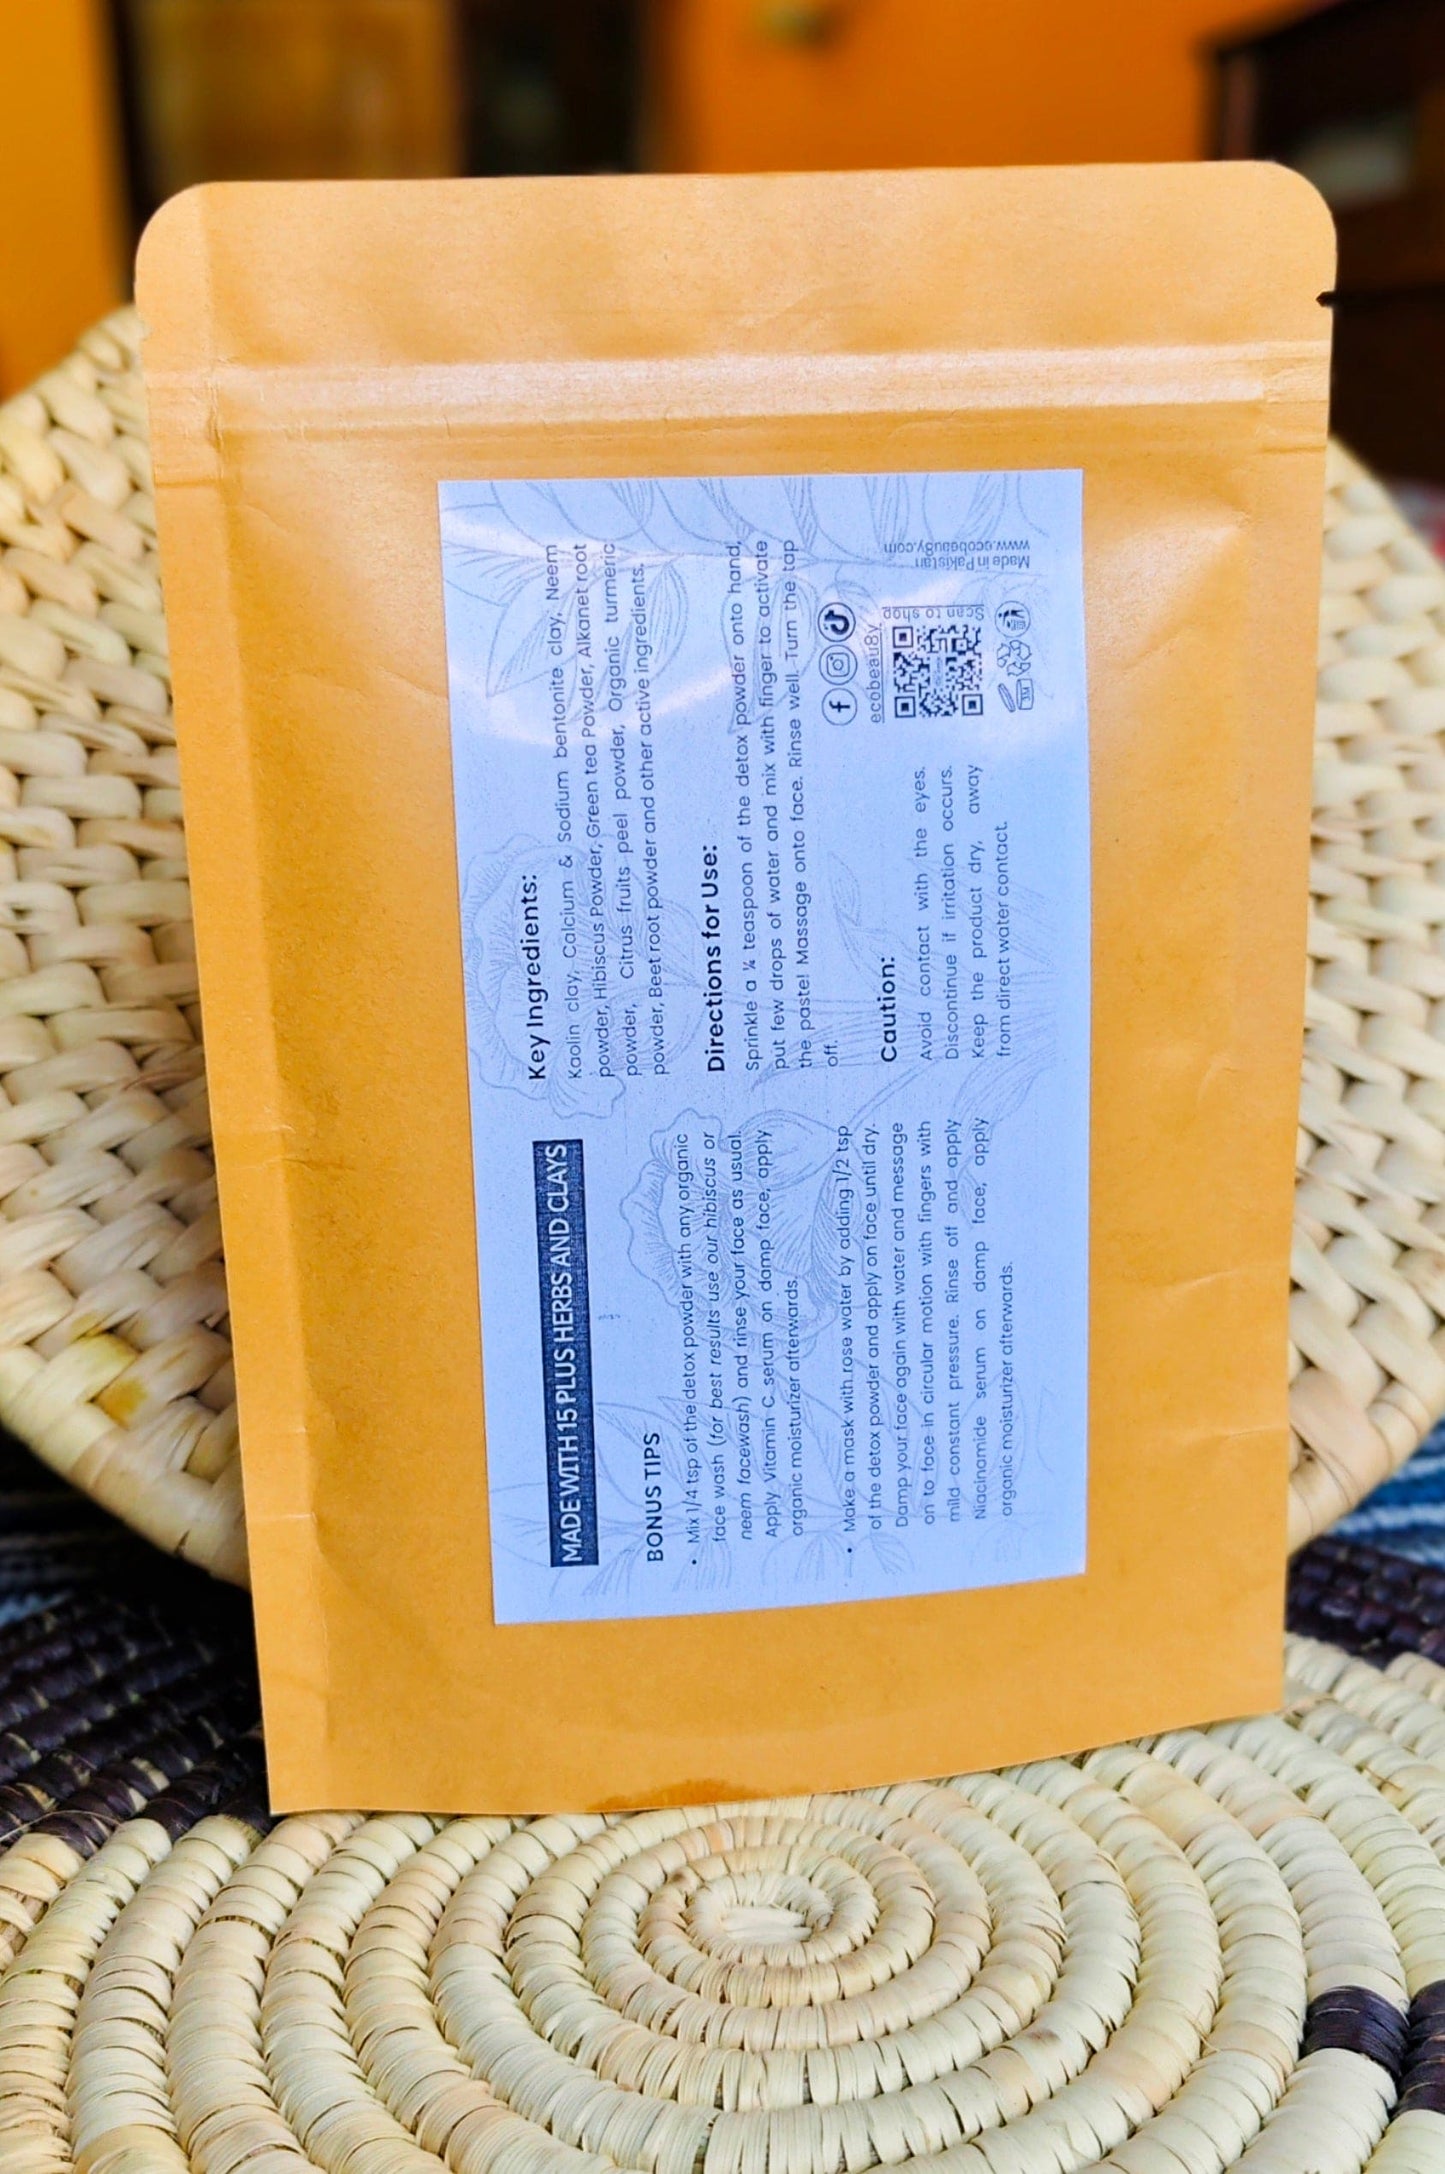 MADE WITH 15 PLUS HERBS AND CLAYS
BONUS TIPS
• Mix 1/4 tsp of the detox powder with any organic
face wash (for best results use our hibiscus or
neem facewash) and rinse your face as usual.
Apply Vitamin C serum on damp face, apply
organic moisturizer afterwards.
• Make a mask with rose water by adding 1/2 tsp
of the detox powder and apply on face until dry.
Damp your face again with water and message
on to face in circular motion with fingers with
mild constant pressure. Rinse off and apply
Niacinamide serum on damp face, apply
organic moisturizer afterwards.
Key Ingredients:
Kaolin clay, Calcium & Sodium bentonite clay, Neem
powder, Hibiscus Powder, Green tea Powder, Alkanet root
powder, Citrus fruits peel powder, Organic turmeric
powder, Beet root powder and other active ingredients.
Directions for Use:
Sprinkle a ¼ teaspoon of the detox powder onto hand,
put few drops of water and mix with finger to activate
the paste! Massage onto face. Rinse well. Turn the tap
off.
Caution:
Avoid contact with the eyes.
Discontinue if irritation occurs.
Keep the product dry, away
from direct water contact.
ecobeau8y
Scan to shop
Made in Pakistan
www.ecobeau8y.com